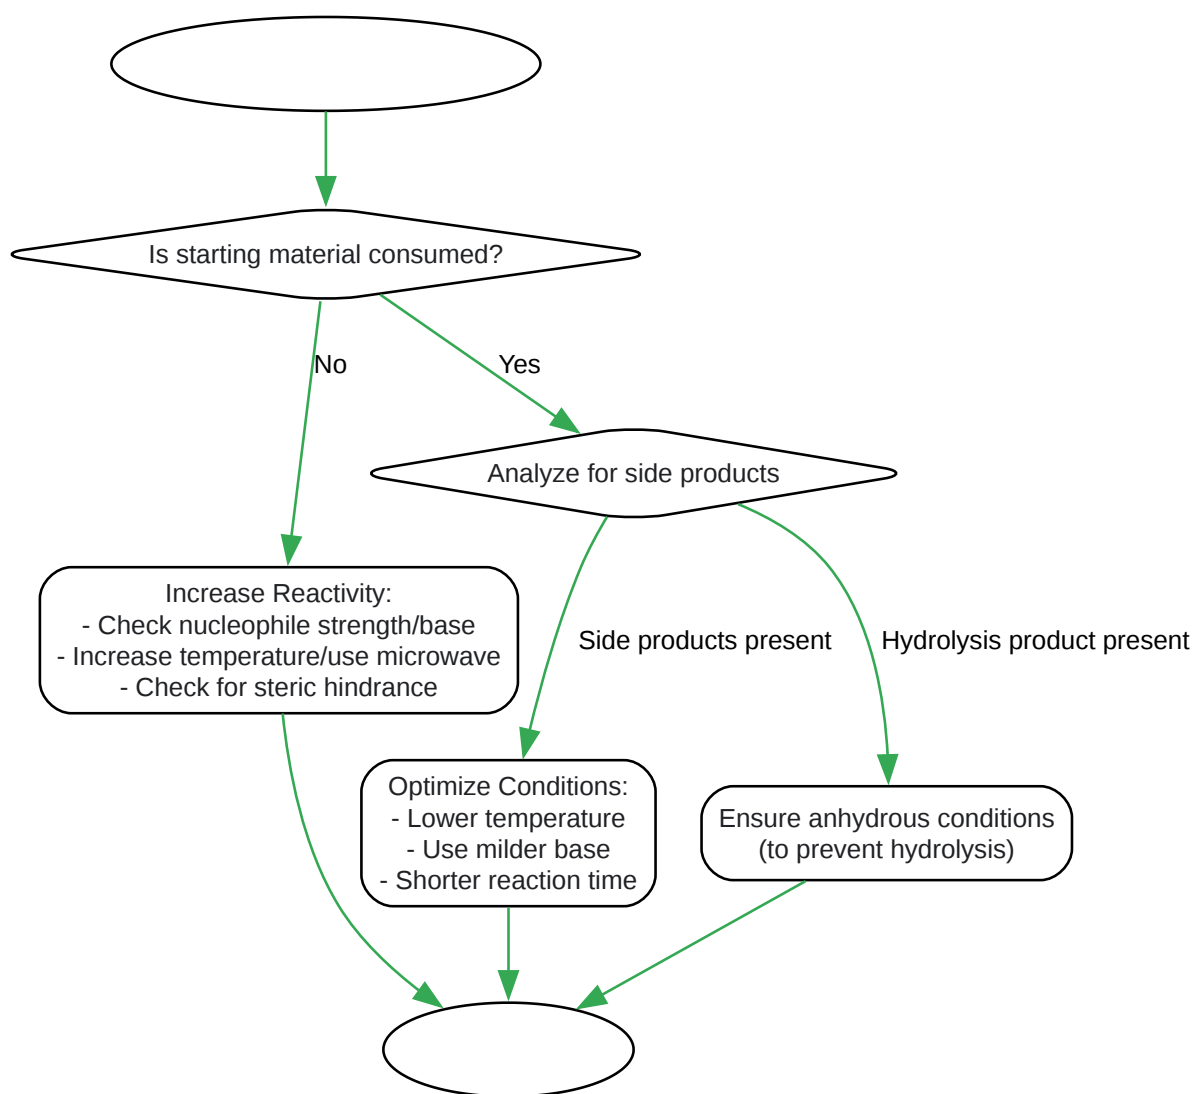 Is starting material consumed?
No
Yes
Analyze for side products
Increase Reactivity:
- Check nucleophile strength/base
- Increase temperature/use microwave
- Check for steric hindrance
Side products present
Hydrolysis product present
Optimize Conditions:
- Lower temperature
- Use milder base
- Shorter reaction time
Ensure anhydrous conditions
(to prevent hydrolysis)